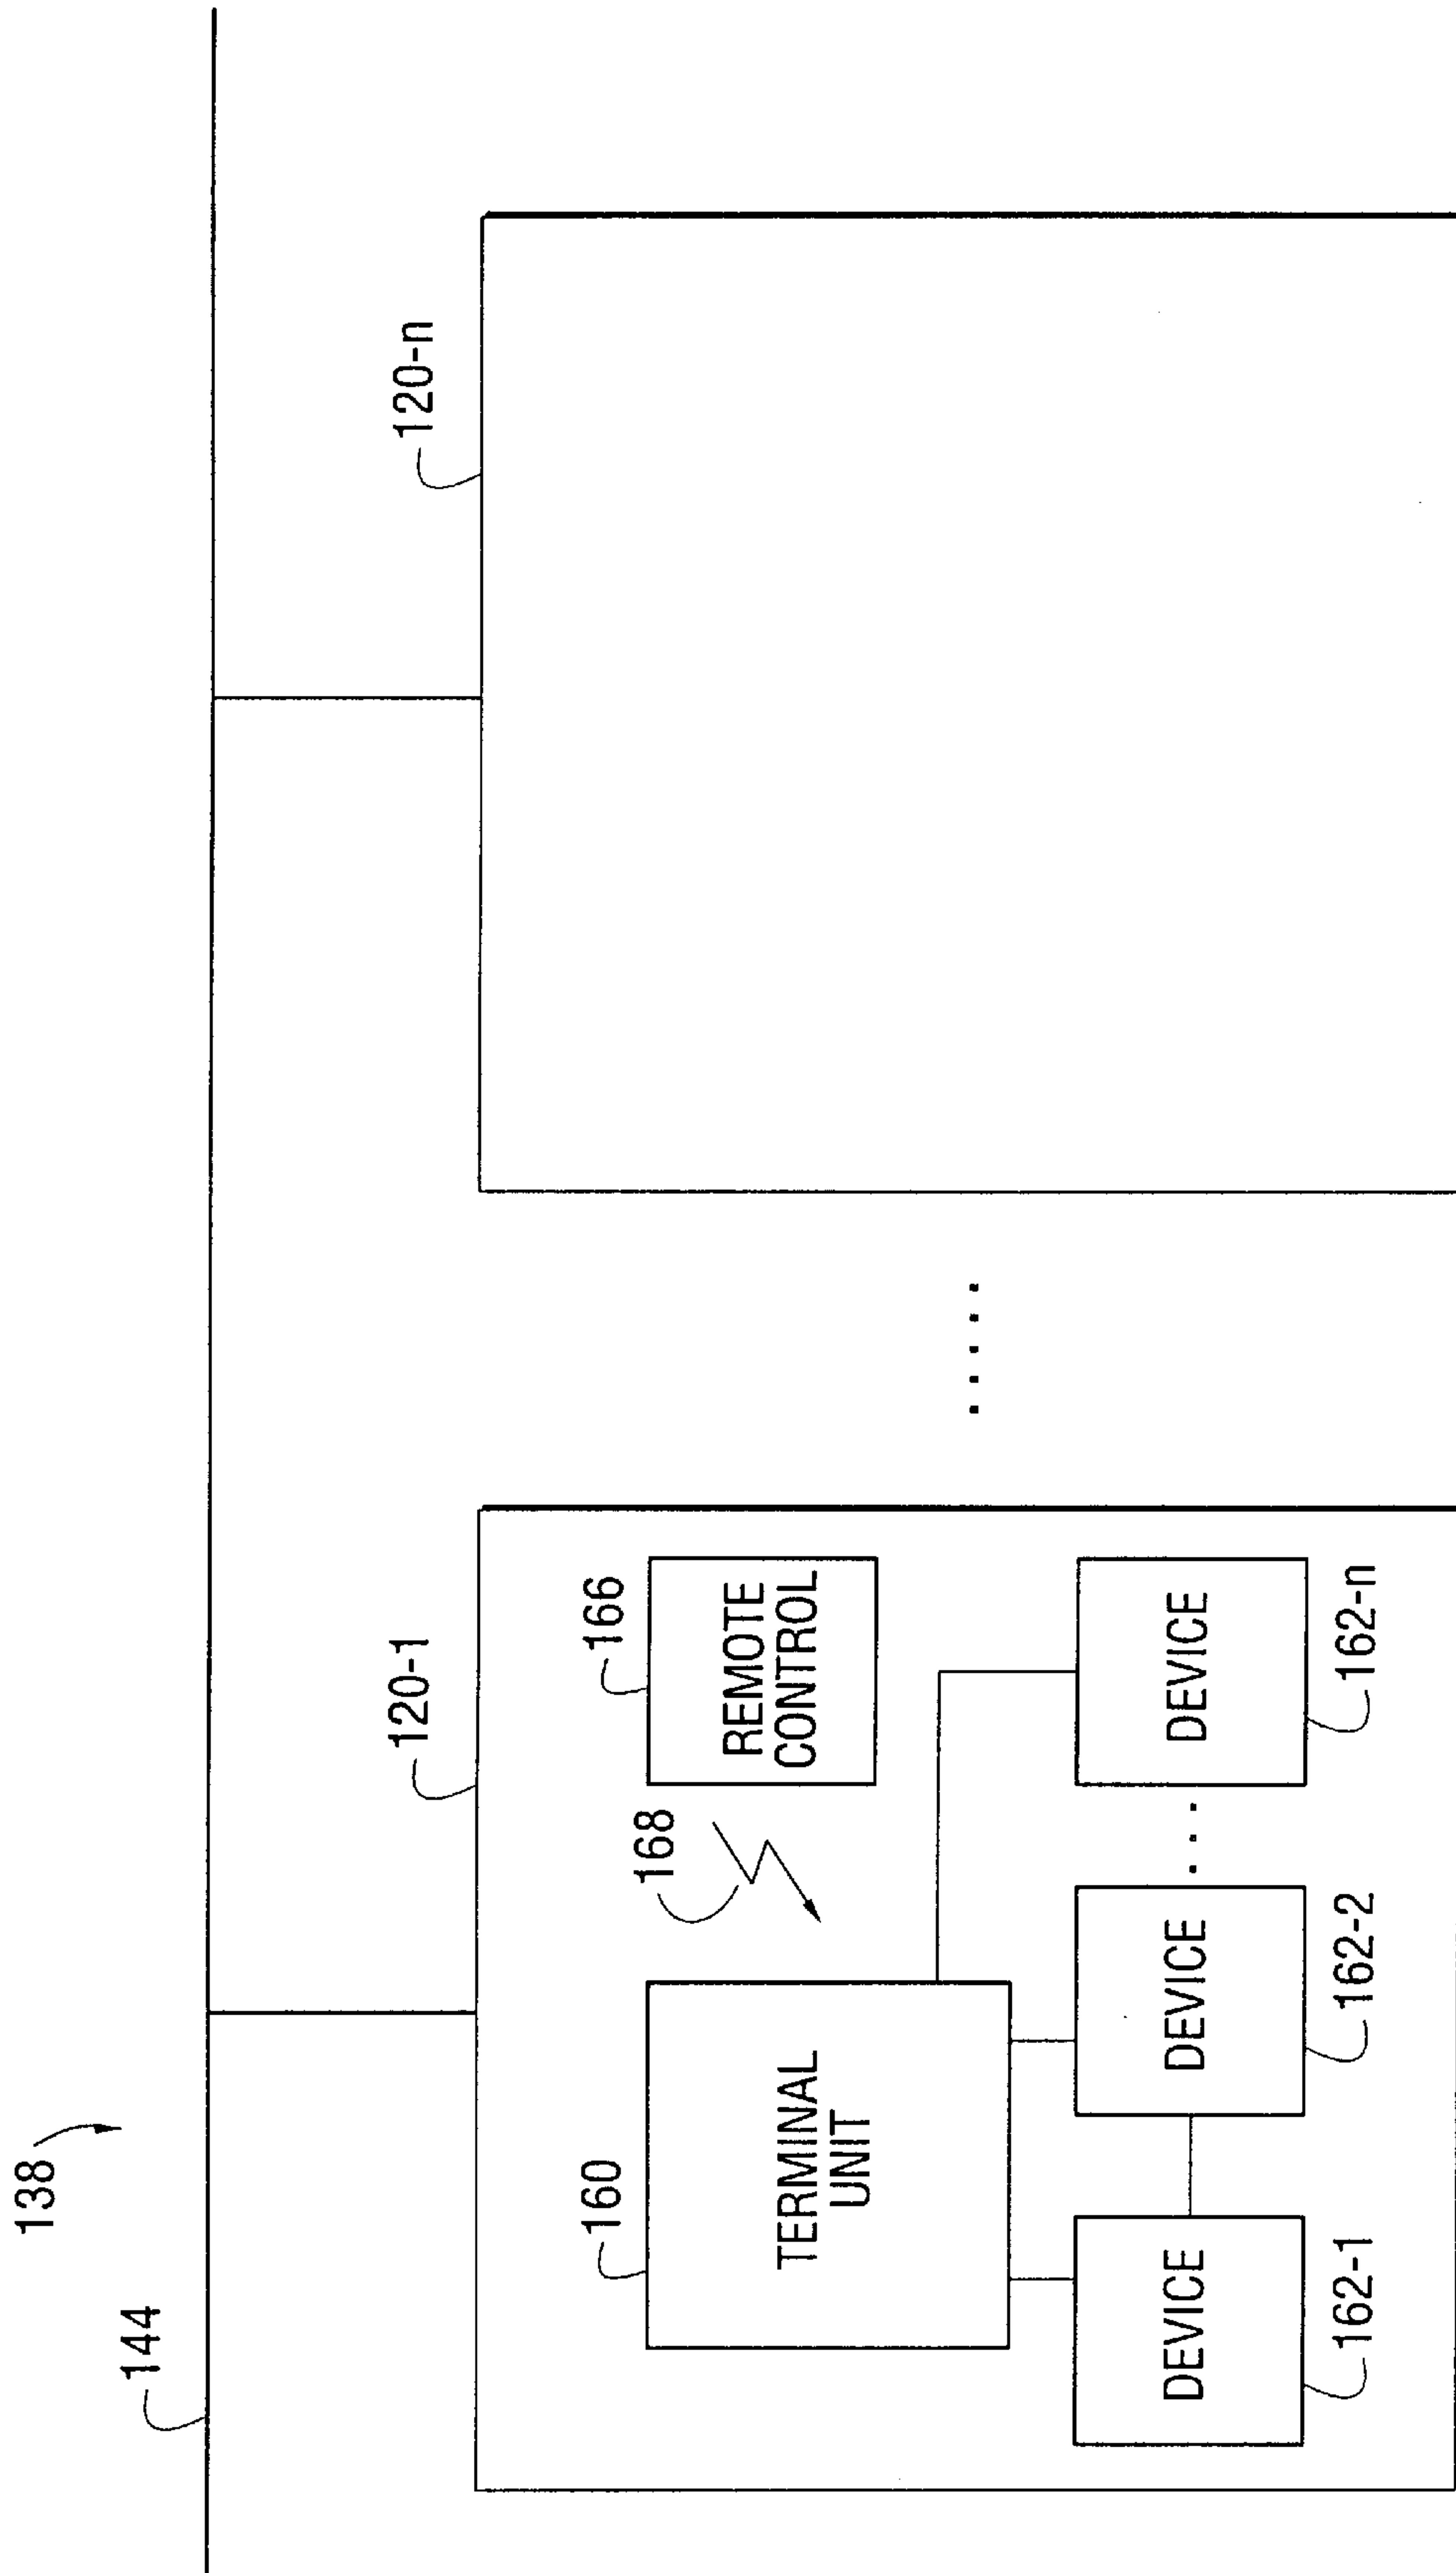 138
144
120-1
120-n
160
TERMINAL
UNIT
168
166
REMOTE
CONTROL
.....
DEVICE
DEVICE
...
DEVICE
162-1
162-2
162-n